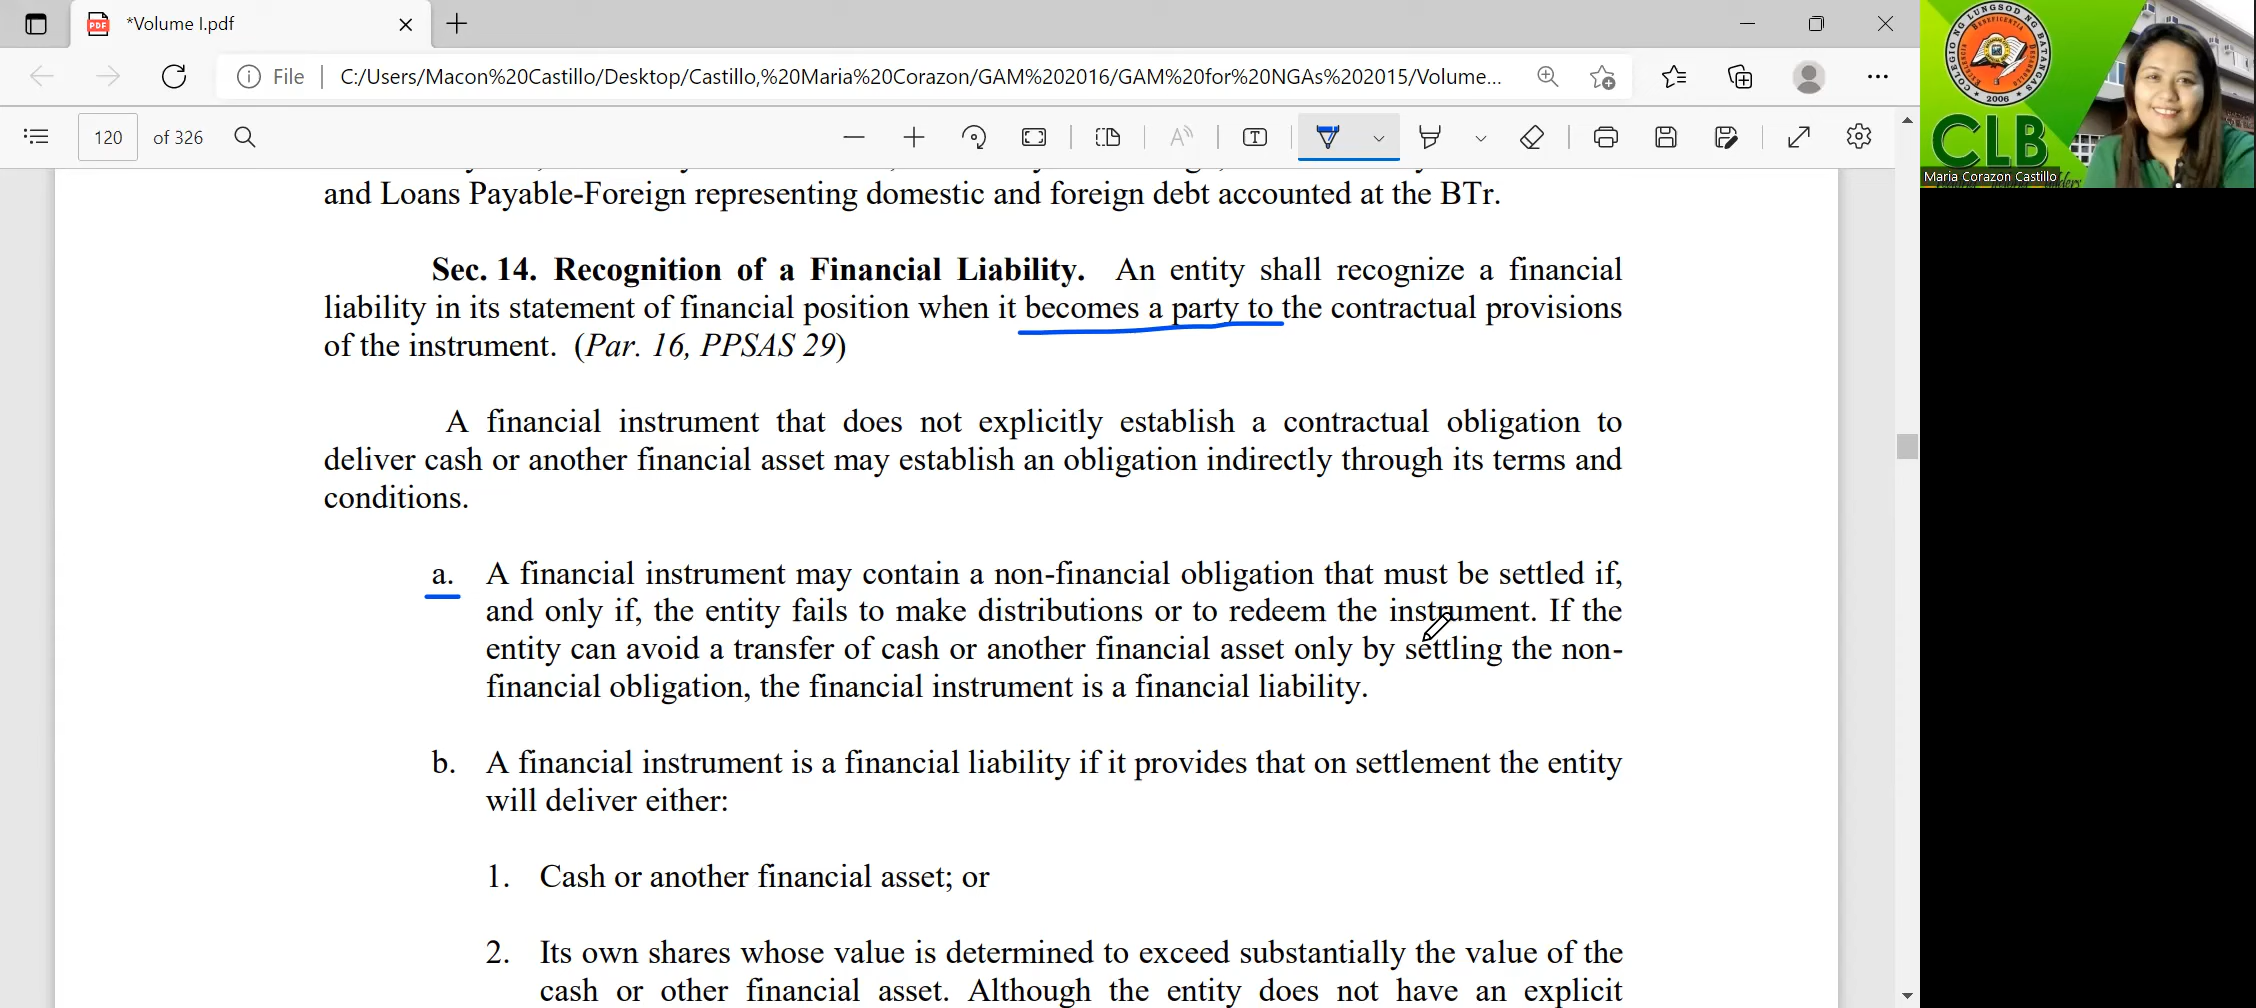 *Volume I.pdf
File
C:/Users/Macon%20Castillo/Desktop/Castillo,%20Maria%20Corazon/GAM%202016/GAM%20for%20NGAs%202015/Volume...
120 of 326
and Loans Payable-Foreign representing domestic and foreign debt accounted at the BTr.
Sec. 14. Recognition of a Financial Liability. An entity shall recognize a financial
liability in its statement of financial position when it becomes a party to the contractual provisions
of the instrument. (Par. 16, PPSAS 29)
A financial instrument that does not explicitly establish a contractual obligation to
deliver cash or another financial asset may establish an obligation indirectly through its terms and
conditions.
a. A financial instrument may contain a non-financial obligation that must be settled if,
and only if, the entity fails to make distributions or to redeem the instrument. If the
entity can avoid a transfer of cash or another financial asset only by settling the non-
financial obligation, the financial instrument is a financial liability.
b. A financial instrument is a financial liability if it provides that on settlement the entity
will deliver either:
1. Cash or another financial asset; or
2. Its own shares whose value is determined to exceed substantially the value of the
cash or other financial asset. Although the entity does not have an explicit
COLEGIO NG LUNGSOD NG BATANGAS
2006
CLB
Maria Corazon Castillo